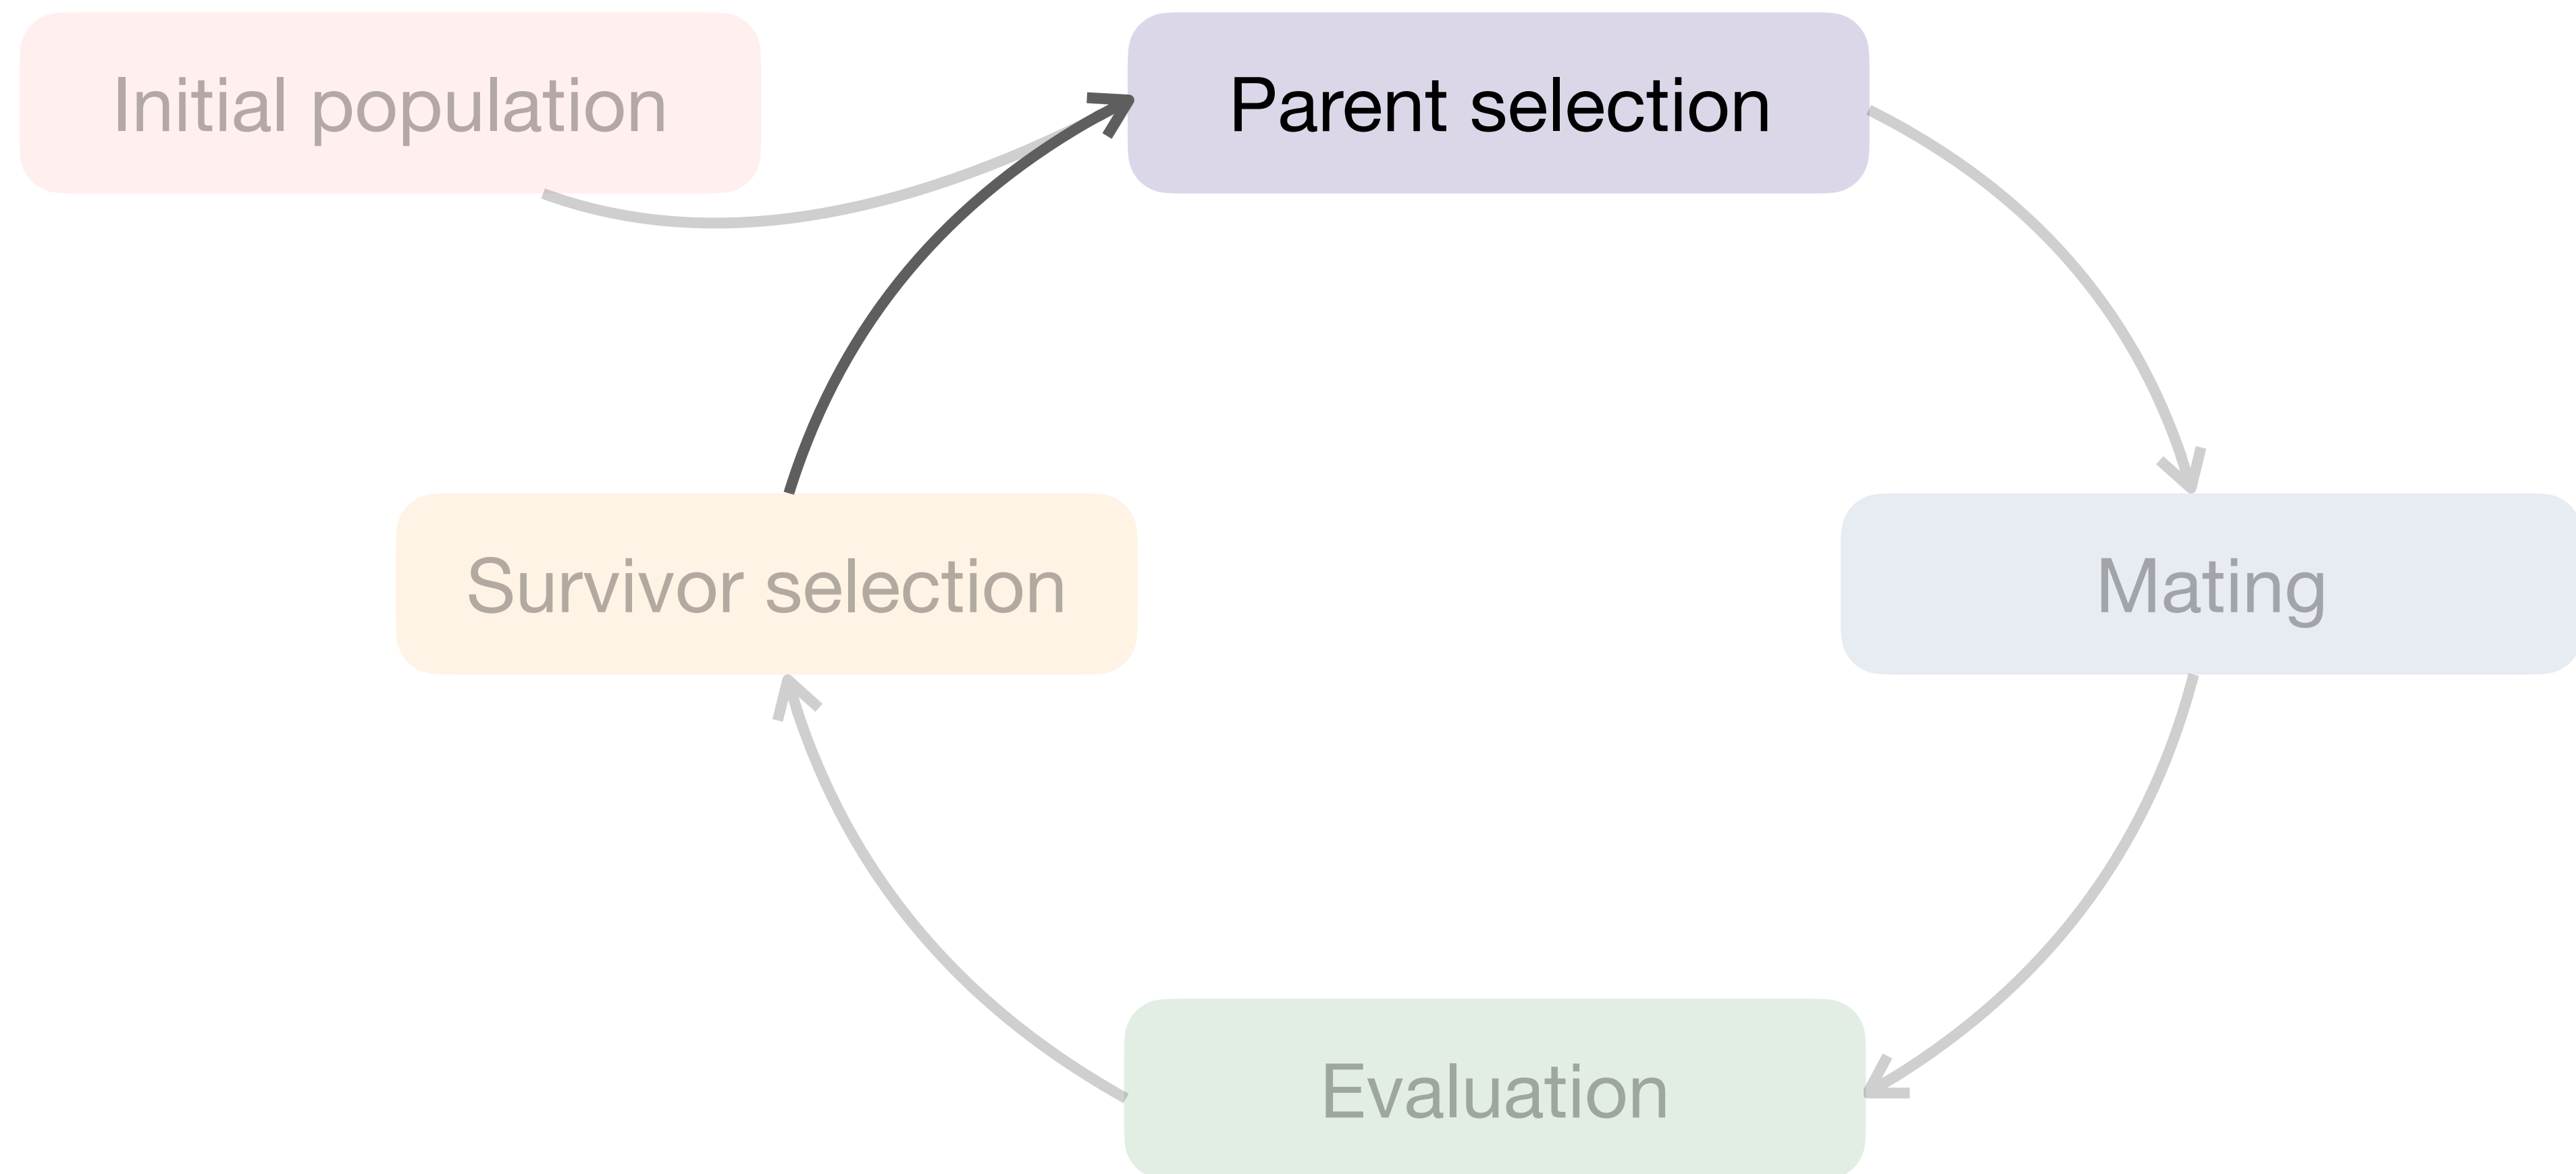 Initial population
Parent selection
Survivor selection
Mating
Evaluation